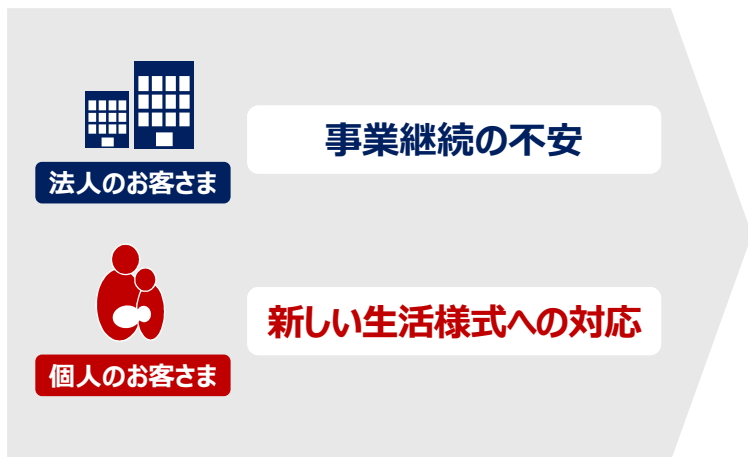 事業継続の不安
法人のお客さま
新しい生活様式への対応
個人のお客さま